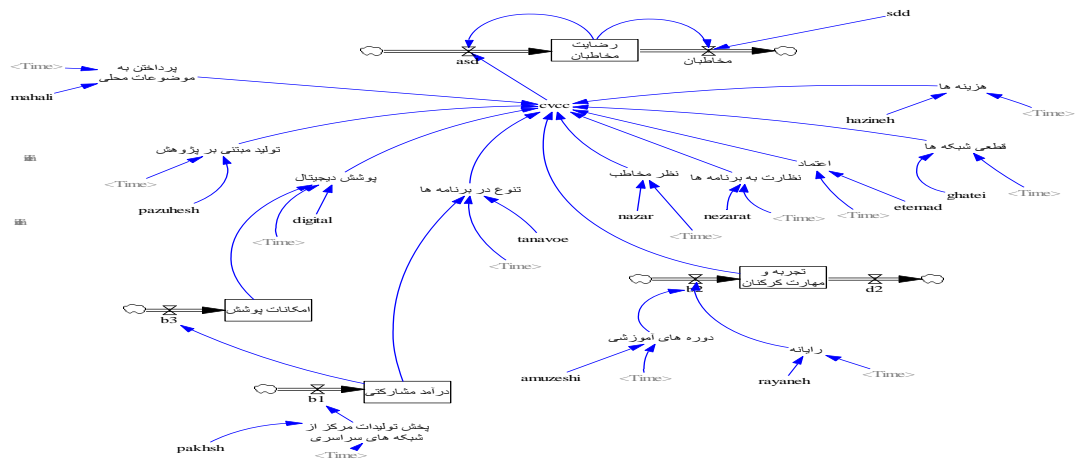 sdd
رضایت
مخاطبان
asd
مخاطبان
<Time>
پرداختن به
موضوعات محلی
mahali
cvcc
هزینه ها
hazineh
<Time>
تولید مبتنی بر پژوهش
<Time>
pazuhesh
پوشش دیجیتال
digital
<Time>
تنوع در برنامه ها
tanavoe
<Time>
نظر مخاطب
nazar
<Time>
نظارت به برنامه ها
nezarat
<Time>
اعتماد
<Time>
etemad
قطعی شبکه ها
ghatei
<Time>
تجربه و
مهارت کرکنان
b2
d2
امکانات پوشش
b3
دوره های آموزشی
amuzeshi
<Time>
رایانه
rayaneh
<Time>
درآمد مشارکتی
b1
پخش تولیدات مرکز از
شبکه های سراسری
pakhsh
<Time>